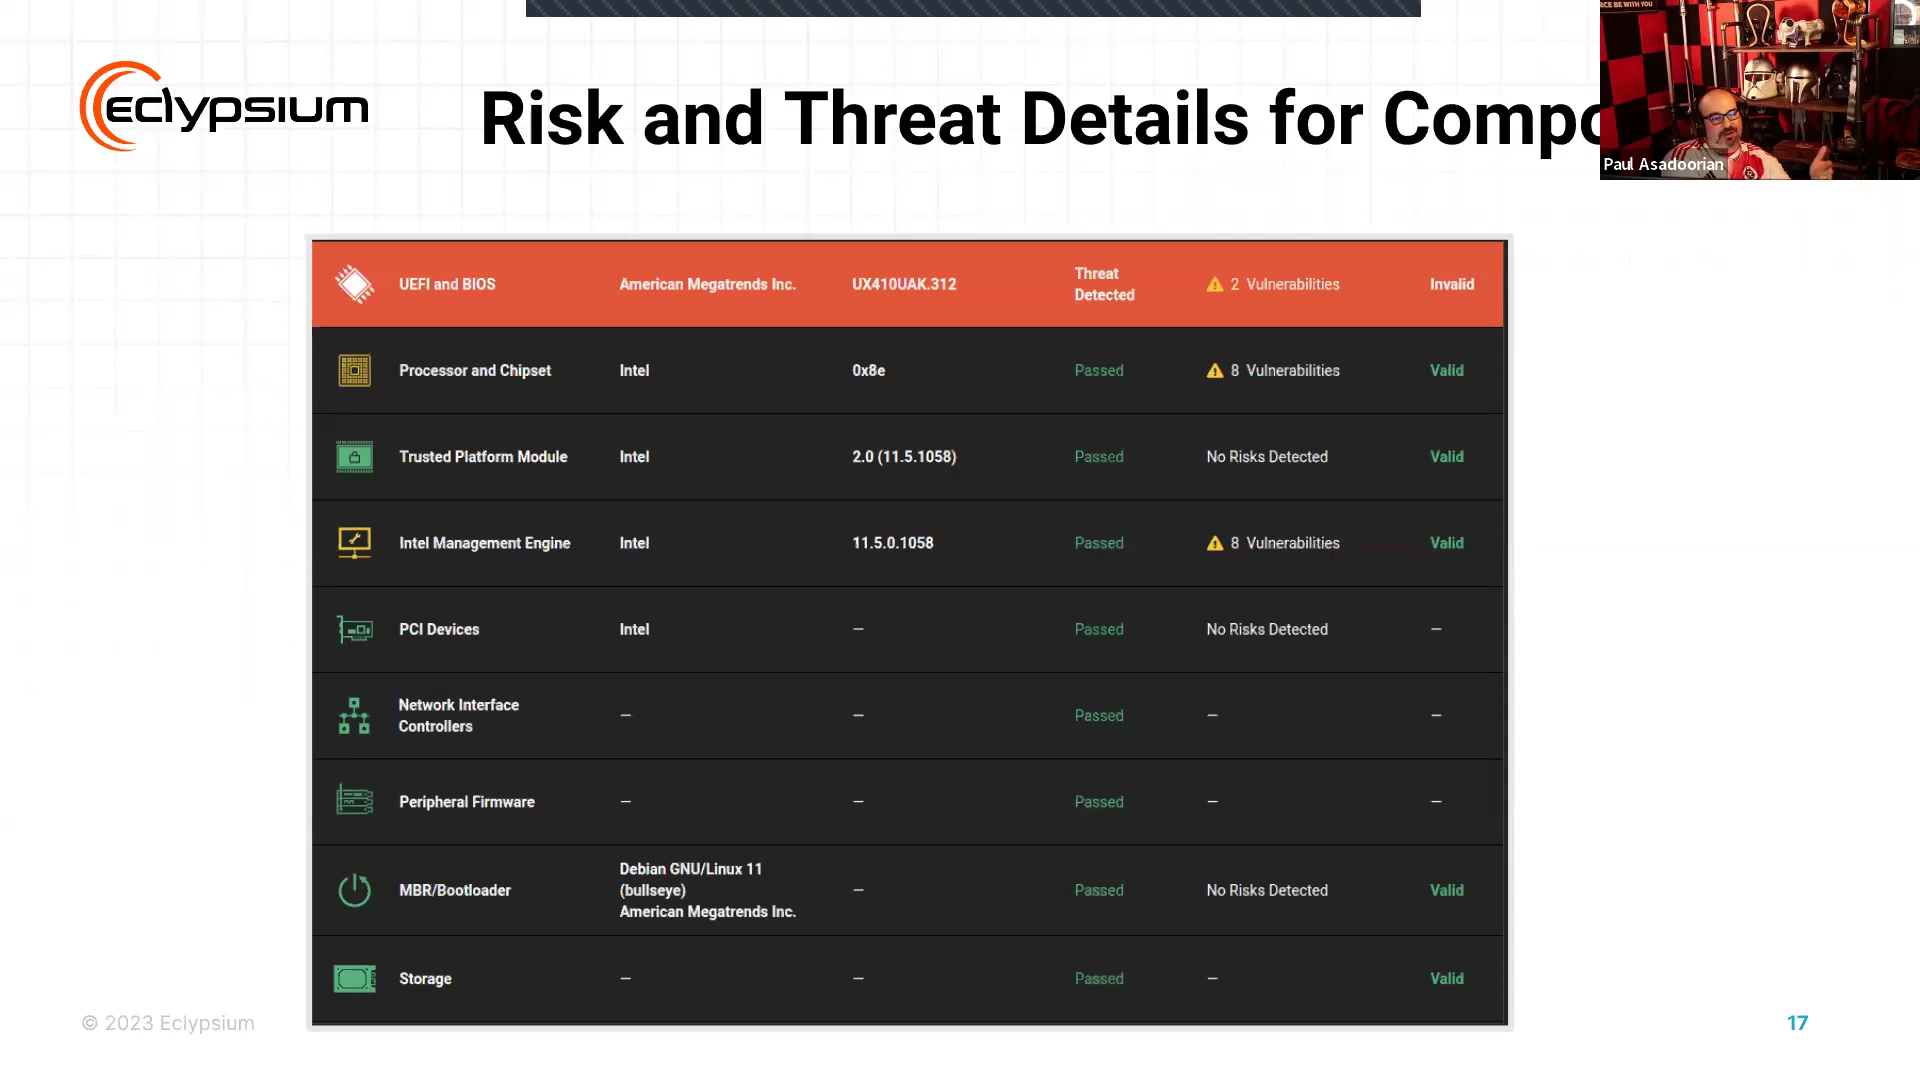 RCE BE WITH YOU
Eclypsium
Risk and Threat Details for Compo
Paul Asadoorian
UEFI and BIOS American Megatrends Inc. UX410UAK.312 Threat Detected 2 Vulnerabilities Invalid
Processor and Chipset Intel 0x8e Passed 8 Vulnerabilities Valid
Trusted Platform Module Intel 2.0 (11.5.1058) Passed No Risks Detected Valid
Intel Management Engine Intel 11.5.0.1058 Passed 8 Vulnerabilities Valid
PCI Devices Intel — Passed No Risks Detected —
Network Interface Controllers — — Passed — —
Peripheral Firmware — — Passed — —
MBR/Bootloader Debian GNU/Linux 11 (bullseye) American Megatrends Inc. — Passed No Risks Detected Valid
Storage — — Passed — Valid
© 2023 Eclypsium
17